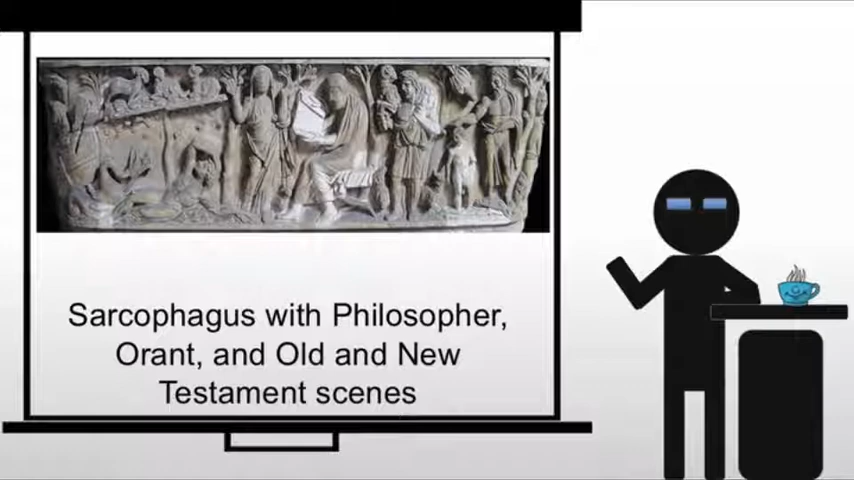 Sarcophagus with Philosopher,
Orant, and Old and New
Testament scenes